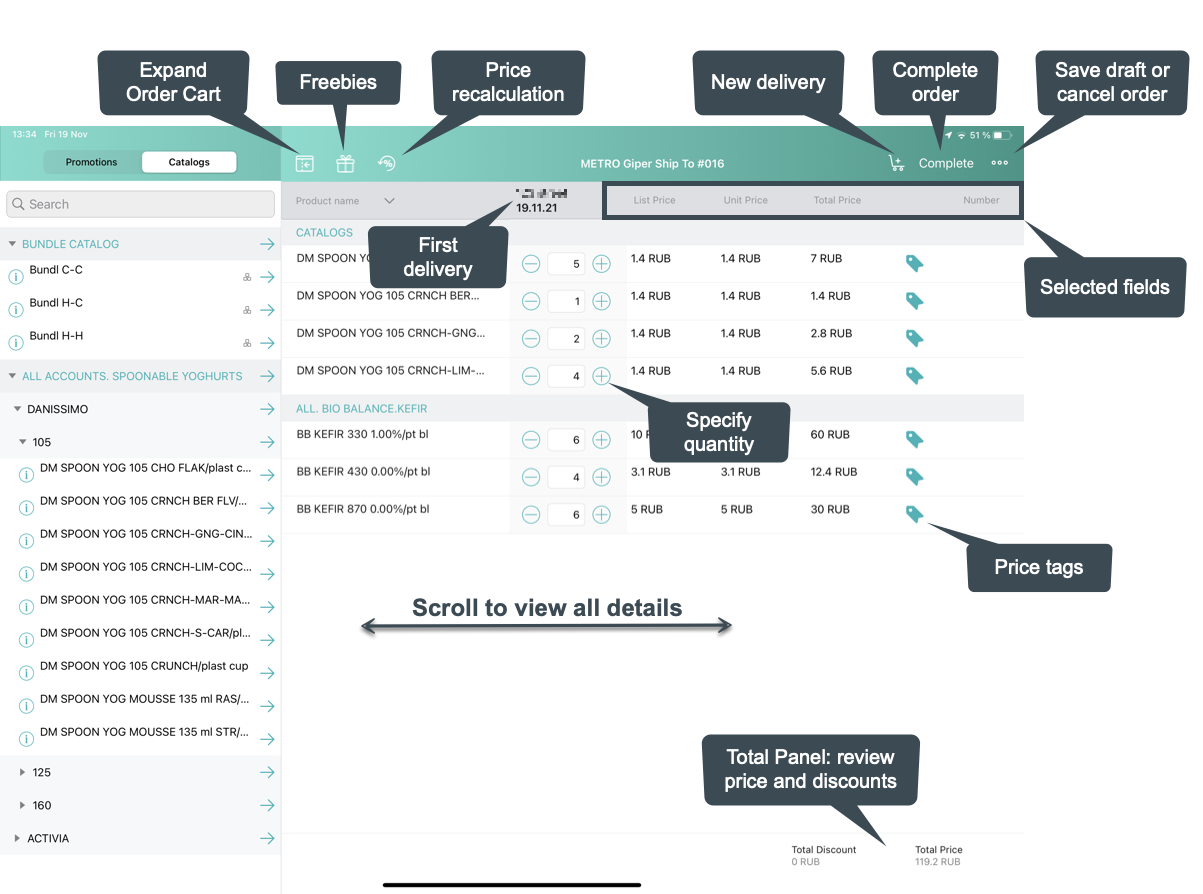 Expand
Order Cart
Freebies
Price
recalculation
New delivery
Complete
order
Save draft or
cancel order
13:34 Fri 19 Nov
51 %
Promotions
Catalogs
METRO Giper Ship To #016
Complete
Search
Product name
19.11.21
List Price
Unit Price
Total Price
Number
First
delivery
Selected fields
BUNDLE CATALOG
Bundl C-C
Bundl H-C
Bundl H-H
ALL ACCOUNTS. SPOONABLE YOGHURTS
DANISSIMO
105
DM SPOON YOG 105 CHO FLAK/plast c...
DM SPOON YOG 105 CRNCH BER FLV/...
DM SPOON YOG 105 CRNCH-GNG-CIN...
DM SPOON YOG 105 CRNCH-LIM-COC...
DM SPOON YOG 105 CRNCH-MAR-MA...
DM SPOON YOG 105 CRNCH-S-CAR/pl...
DM SPOON YOG 105 CRUNCH/plast cup
DM SPOON YOG MOUSSE 135 ml RAS/...
DM SPOON YOG MOUSSE 135 ml STR/...
125
160
ACTIVIA
CATALOGS
DM SPOON 5 1.4 RUB 1.4 RUB 7 RUB
DM SPOON YOG 105 CRNCH BER... 1 1.4 RUB 1.4 RUB 1.4 RUB
DM SPOON YOG 105 CRNCH-GNG... 2 1.4 RUB 1.4 RUB 2.8 RUB
DM SPOON YOG 105 CRNCH-LIM-... 4 1.4 RUB 1.4 RUB 5.6 RUB
Specify
quantity
ALL. BIO BALANCE.KEFIR
BB KEFIR 330 1.00%/pt bl 6 10 60 RUB
BB KEFIR 430 0.00%/pt bl 4 3.1 RUB 3.1 RUB 12.4 RUB
BB KEFIR 870 0.00%/pt bl 6 5 RUB 5 RUB 30 RUB
Price tags
Scroll to view all details
Total Panel: review
price and discounts
Total Discount
0 RUB
Total Price
119.2 RUB